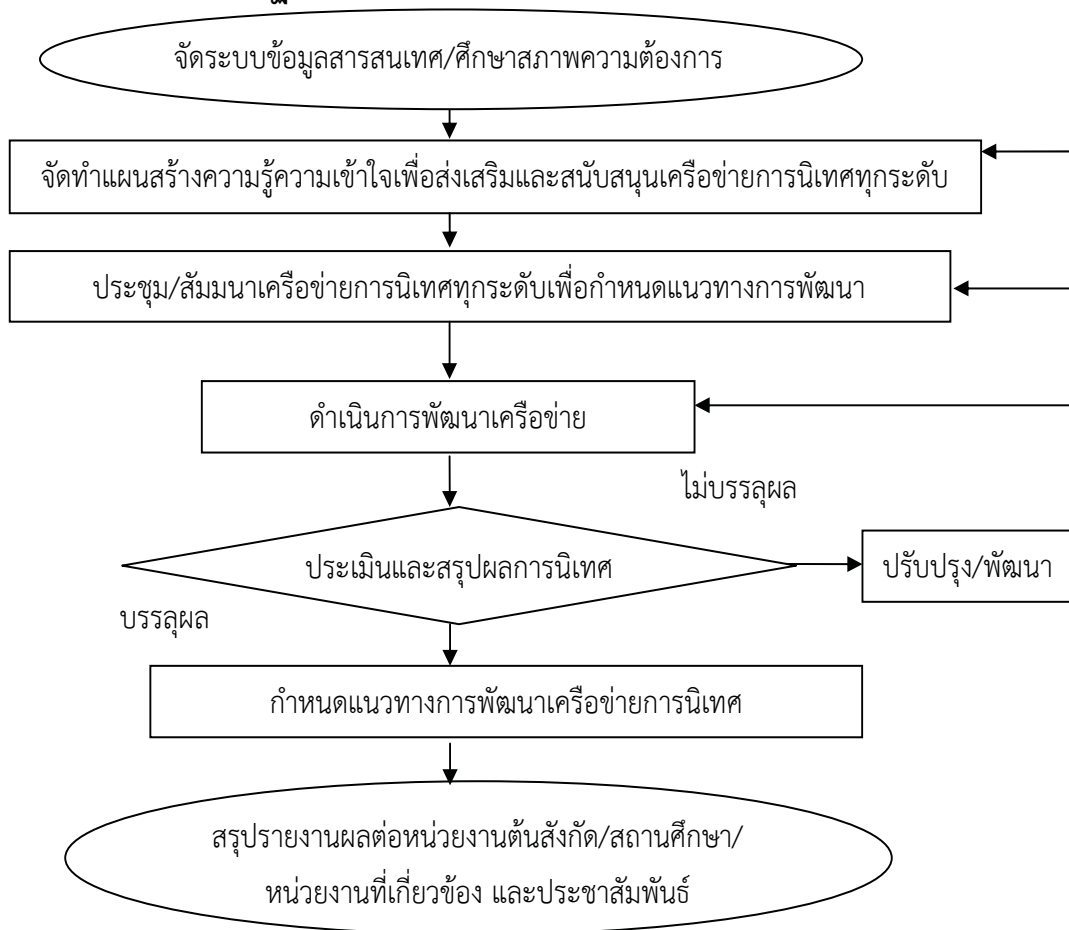 จัดระบบข้อมูลสารสนเทศ/ศึกษาสภาพความต้องการ
จัดทำแผนสร้างความรู้ความเข้าใจเพื่อส่งเสริมและสนับสนุนเครือข่ายการนิเทศทุกระดับ
ประชุม/สัมมนาเครือข่ายการนิเทศทุกระดับเพื่อกำหนดแนวทางการพัฒนา
ดำเนินการพัฒนาเครือข่าย
ไม่บรรลุผล
ประเมินและสรุปผลการนิเทศ
ปรับปรุง/พัฒนา
บรรลุผล
กำหนดแนวทางการพัฒนาเครือข่ายการนิเทศ
สรุปรายงานผลต่อหน่วยงานต้นสังกัด/สถานศึกษา/
หน่วยงานที่เกี่ยวข้อง และประชาสัมพันธ์